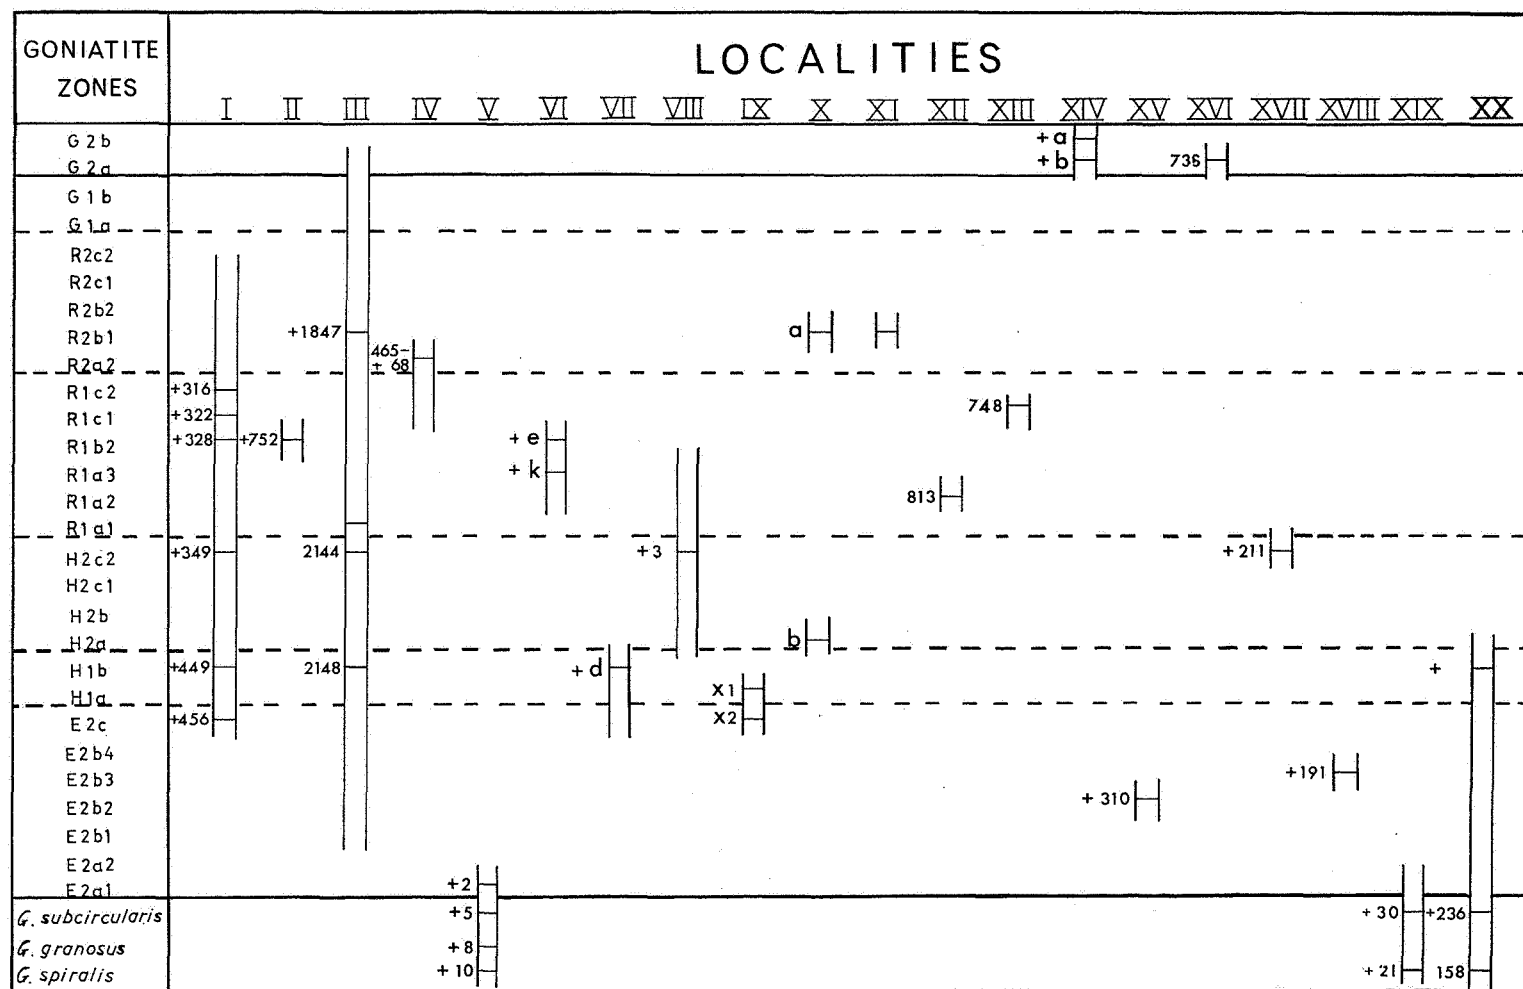 GONIATITE
ZONES
LOCALITIES
I II III IV V VI VII VIII IX X XI XII XIII XIV XV XVI XVII XVIII XIX XX
G2b +a
G2a +b 736
G1b
G1a
R2c2
R2c1
R2b2
R2b1 +1847 a
465-
R2a2 + 68
R1c2 +316
R1c1 +322 748
R1b2 +328 +752 + e
R1a3 + k
R1a2 813
R1a1
H2c2 +349 2144 +3 +211
H2c1
H2b
H2a b
H1b +449 2148 + d +
H1a X1
E2c +456 X2
E2b4
E2b3 +191
E2b2 + 310
E2b1
E2a2
E2a1 +2
G. subcircularis +5 +30 +236
G. granosus +8
G. spiralis +10 +21 158